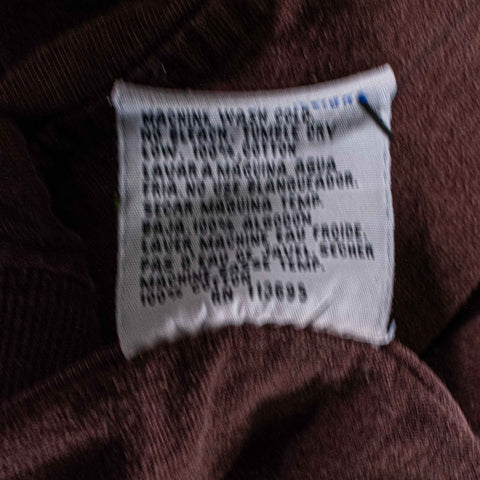 MACHINE WASH COLD
NO BLEACH, TUMBLE DRY
LOW, 100% COTTON
LAVAR A MAQUINA, AGUA
FRIA, NO USE BLANQUEADOR,
SECAR MAQUINA TEMP.
BAJA 100% ALGODON
LAVER MACHINE EAU FROIDE,
PAS D'EAU DE JAVEL SECHER
MACHINE TEMP.
100% RN 113695